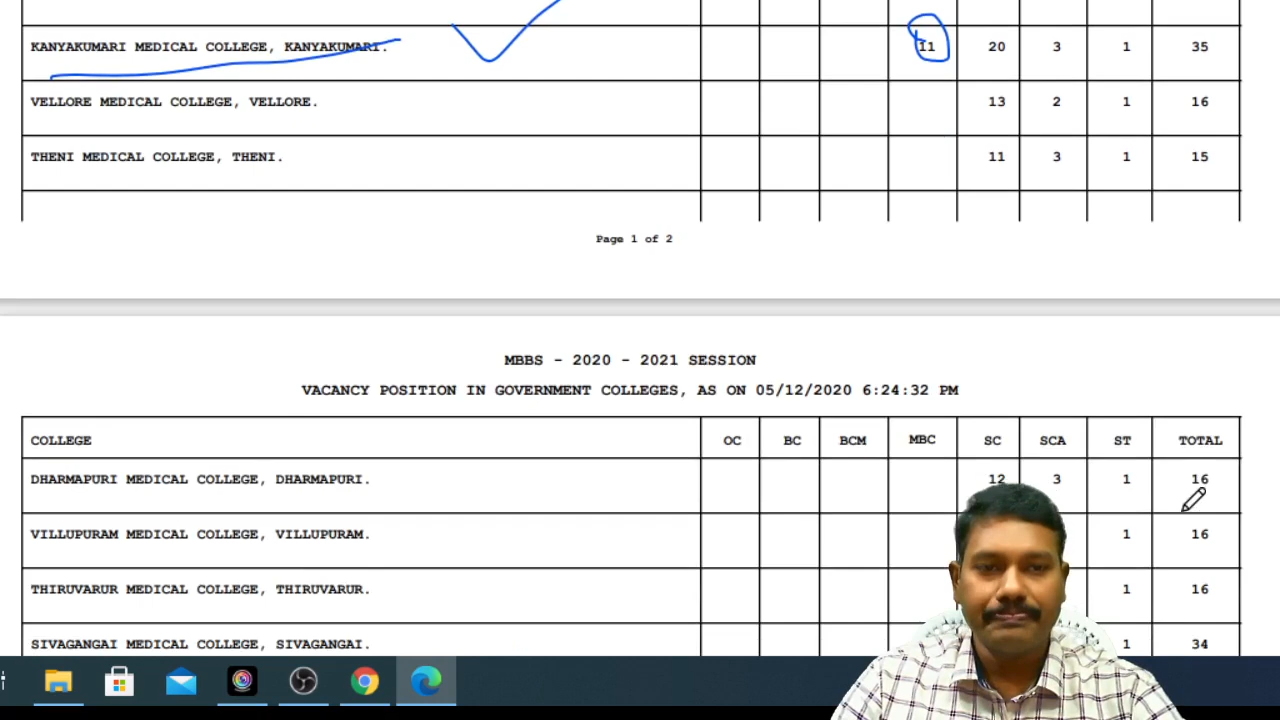 KANYAKUMARI MEDICAL COLLEGE, KANYAKUMARI. 11 20 3 1 35
VELLORE MEDICAL COLLEGE, VELLORE. 13 2 1 16
THENI MEDICAL COLLEGE, THENI. 11 3 1 15
Page 1 of 2
MBBS - 2020 - 2021 SESSION
VACANCY POSITION IN GOVERNMENT COLLEGES, AS ON 05/12/2020 6:24:32 PM
COLLEGE OC BC BCM MBC SC SCA ST TOTAL
DHARMAPURI MEDICAL COLLEGE, DHARMAPURI. 12 3 1 16
VILLUPURAM MEDICAL COLLEGE, VILLUPURAM. 1 16
THIRUVARUR MEDICAL COLLEGE, THIRUVARUR. 1 16
SIVAGANGAI MEDICAL COLLEGE, SIVAGANGAI. 1 34